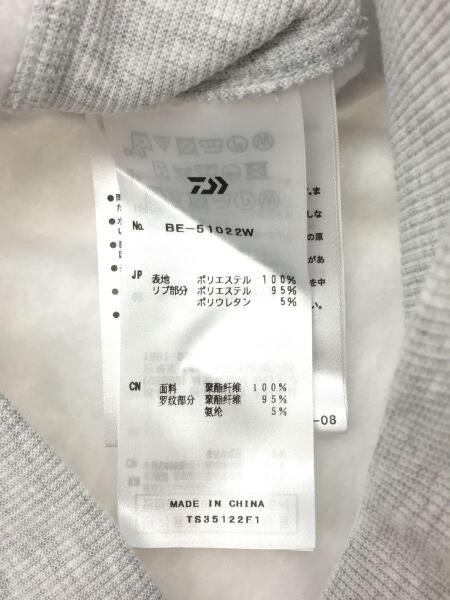 No. BE-51022W
JP 表地 ポリエステル 100%
リブ部分 ポリエステル 95%
ポリウレタン 5%
CN 面料 聚酯纤维 100%
罗纹部分 聚酯纤维 95%
氨纶 5%
-08
MADE IN CHINA
TS35122F1